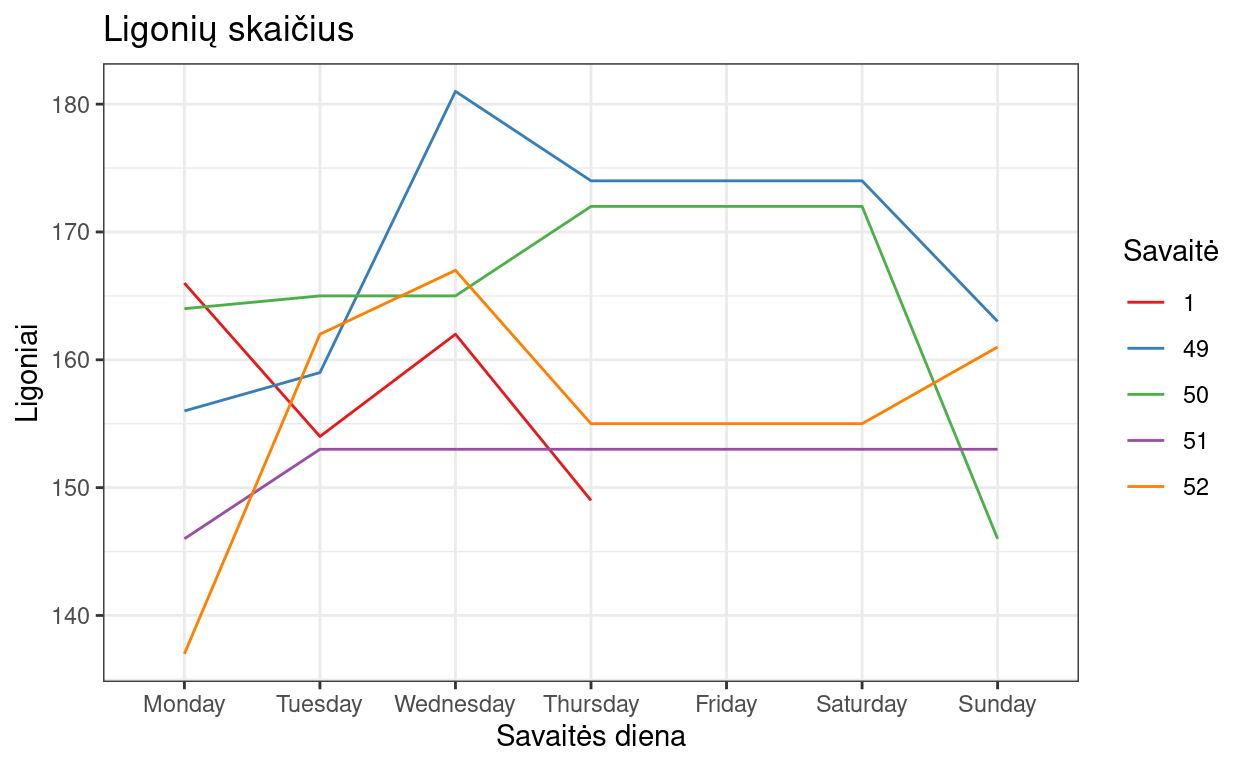 Ligonių skaičius
Ligoniai
180
170
160
150
140
Monday Tuesday Wednesday Thursday Friday Saturday Sunday
Savaitės diena
Savaitė
1
49
50
51
52